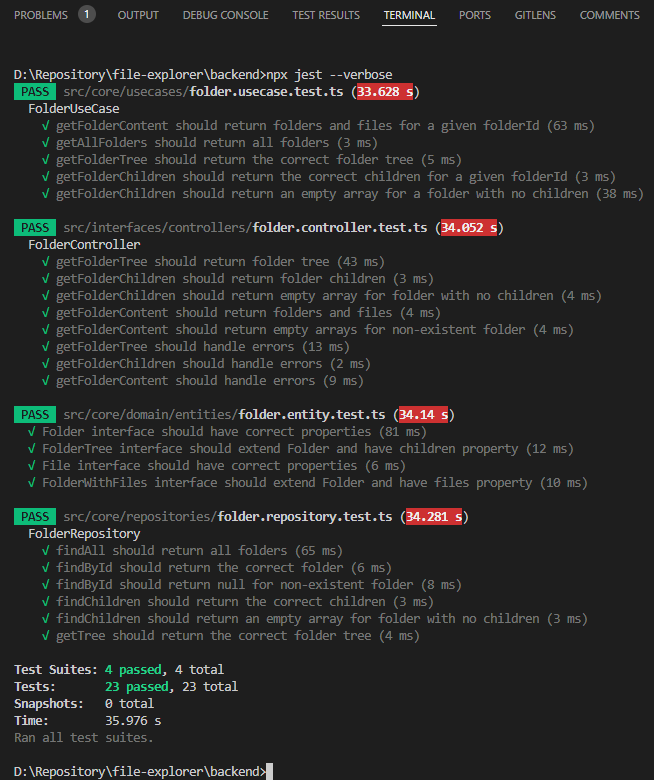 PROBLEMS 1 OUTPUT DEBUG CONSOLE TEST RESULTS TERMINAL PORTS GITLENS COMMENTS
D:\Repository\file-explorer\backend>npx jest --verbose
PASS src/core/usecases/folder.usecase.test.ts (33.628 s)
FolderUseCase
√ getFolderContent should return folders and files for a given folderId (63 ms)
√ getAllFolders should return all folders (3 ms)
√ getFolderTree should return the correct folder tree (5 ms)
√ getFolderChildren should return the correct children for a given folderId (3 ms)
√ getFolderChildren should return an empty array for a folder with no children (38 ms)
PASS src/interfaces/controllers/folder.controller.test.ts (34.052 s)
FolderController
√ getFolderTree should return folder tree (43 ms)
√ getFolderChildren should return folder children (3 ms)
√ getFolderChildren should return empty array for folder with no children (4 ms)
√ getFolderContent should return folders and files (4 ms)
√ getFolderContent should return empty arrays for non-existent folder (4 ms)
√ getFolderTree should handle errors (13 ms)
√ getFolderChildren should handle errors (2 ms)
√ getFolderContent should handle errors (9 ms)
PASS src/core/domain/entities/folder.entity.test.ts (34.14 s)
√ Folder interface should have correct properties (81 ms)
√ FolderTree interface should extend Folder and have children property (12 ms)
√ File interface should have correct properties (6 ms)
√ FolderWithFiles interface should extend Folder and have files property (10 ms)
PASS src/core/repositories/folder.repository.test.ts (34.281 s)
FolderRepository
√ findAll should return all folders (65 ms)
√ findById should return the correct folder (6 ms)
√ findById should return null for non-existent folder (8 ms)
√ findChildren should return the correct children (3 ms)
√ findChildren should return an empty array for folder with no children (3 ms)
√ getTree should return the correct folder tree (4 ms)
Test Suites: 4 passed, 4 total
Tests: 23 passed, 23 total
Snapshots: 0 total
Time: 35.976 s
Ran all test suites.
D:\Repository\file-explorer\backend>